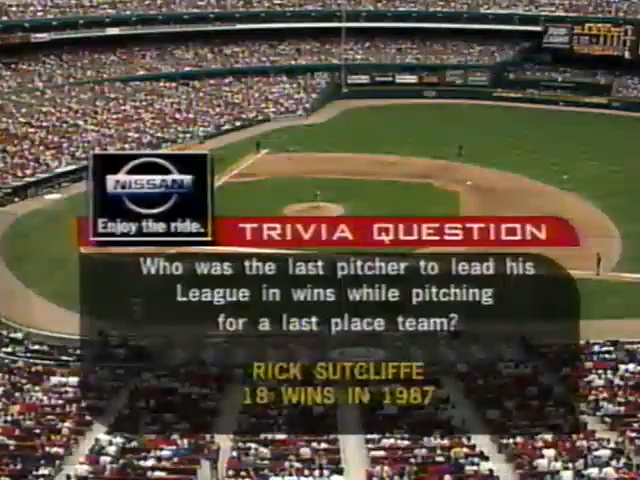 NISSAN
Enjoy the ride.
TRIVIA QUESTION
Who was the last pitcher to lead his
League in wins while pitching
for a last place team?
RICK SUTCLIFFE
18 WINS IN 1987